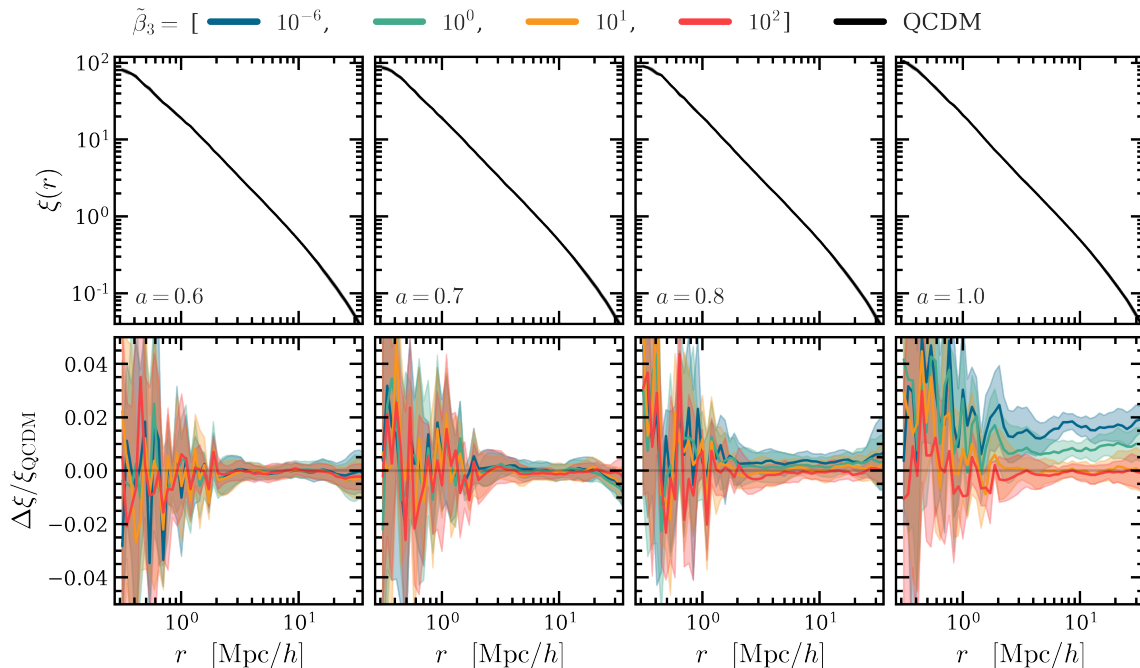 β̃₃ = [ 10⁻⁶, 10⁰, 10¹, 10²] QCDM
10²
10¹
10⁰
10⁻¹
ξ(r)
a = 0.6
a = 0.7
a = 0.8
a = 1.0
0.04
0.02
0.00
−0.02
−0.04
Δξ/ξ_QCDM
10⁰ 10¹ 10⁰ 10¹ 10⁰ 10¹ 10⁰ 10¹
r [Mpc/h] r [Mpc/h] r [Mpc/h] r [Mpc/h]